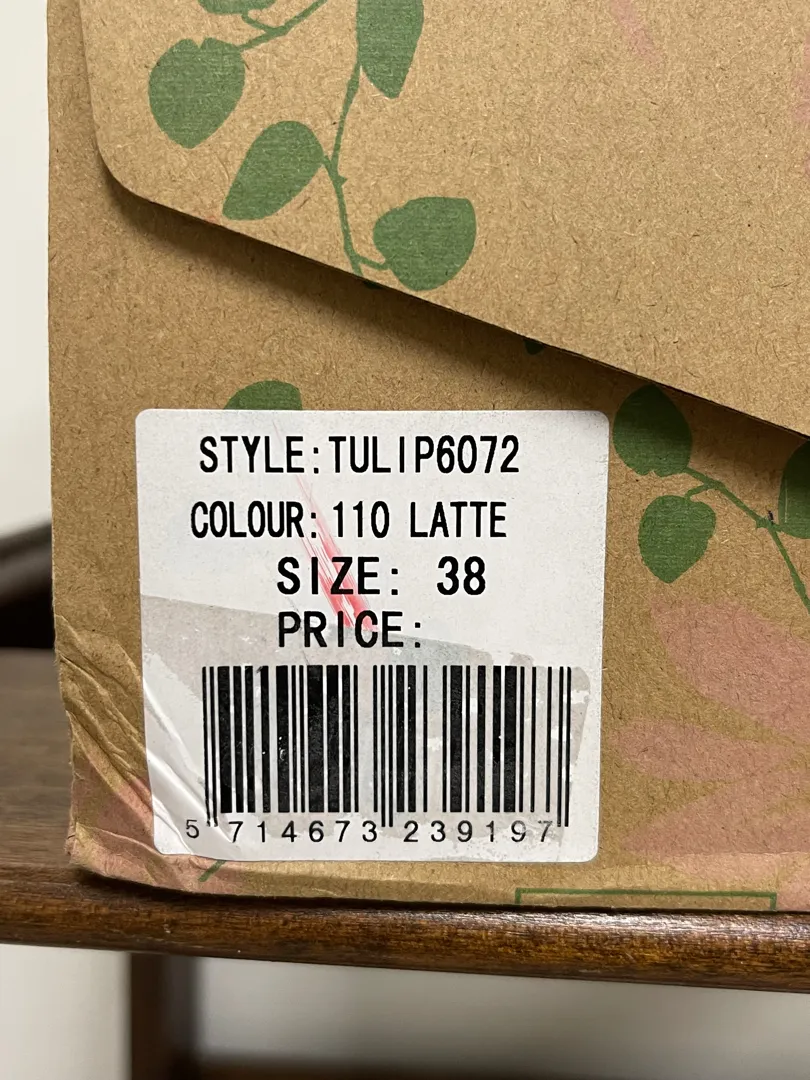 STYLE:TULIP6072
COLOUR: 110 LATTE
SIZE: 38
PRICE:
5 714673 239197